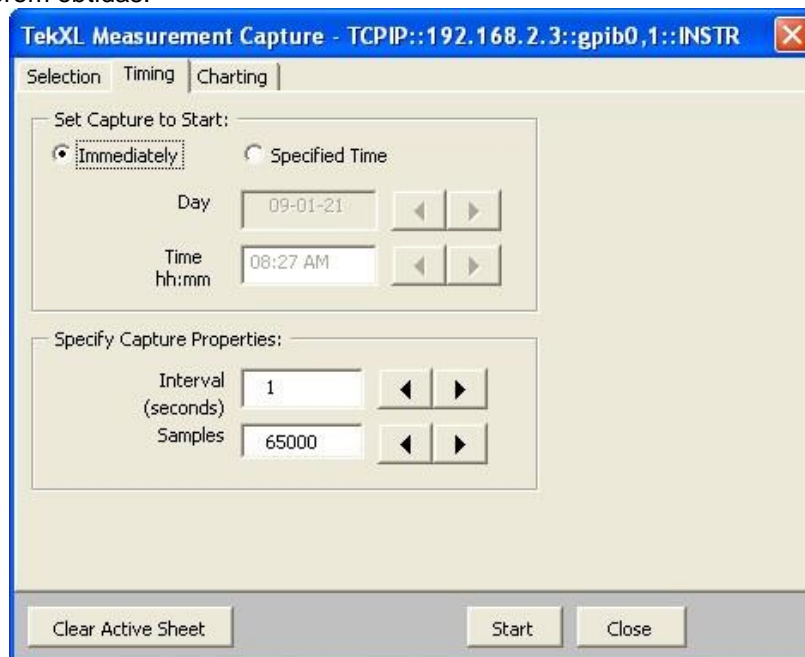 obtidas.
TekXL Measurement Capture - TCPIP::192.168.2.3::gpib0,1::INSTR
Selection Timing Charting
Set Capture to Start:
Immediately Specified Time
Day 09-01-21
Time 08:27 AM
hh:mm
Specify Capture Properties:
Interval 1
(seconds)
Samples 65000
Clear Active Sheet Start Close